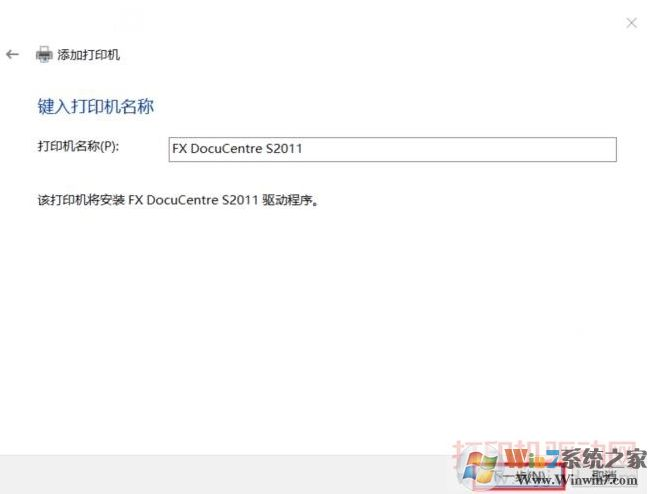 添加打印机
键入打印机名称
打印机名称(P):
FX DocuCentre S2011
该打印机将安装 FX DocuCentre S2011 驱动程序。
打印机驱动网
Win7系统之家
下一步(N)
取消
Www.Winwin7.com